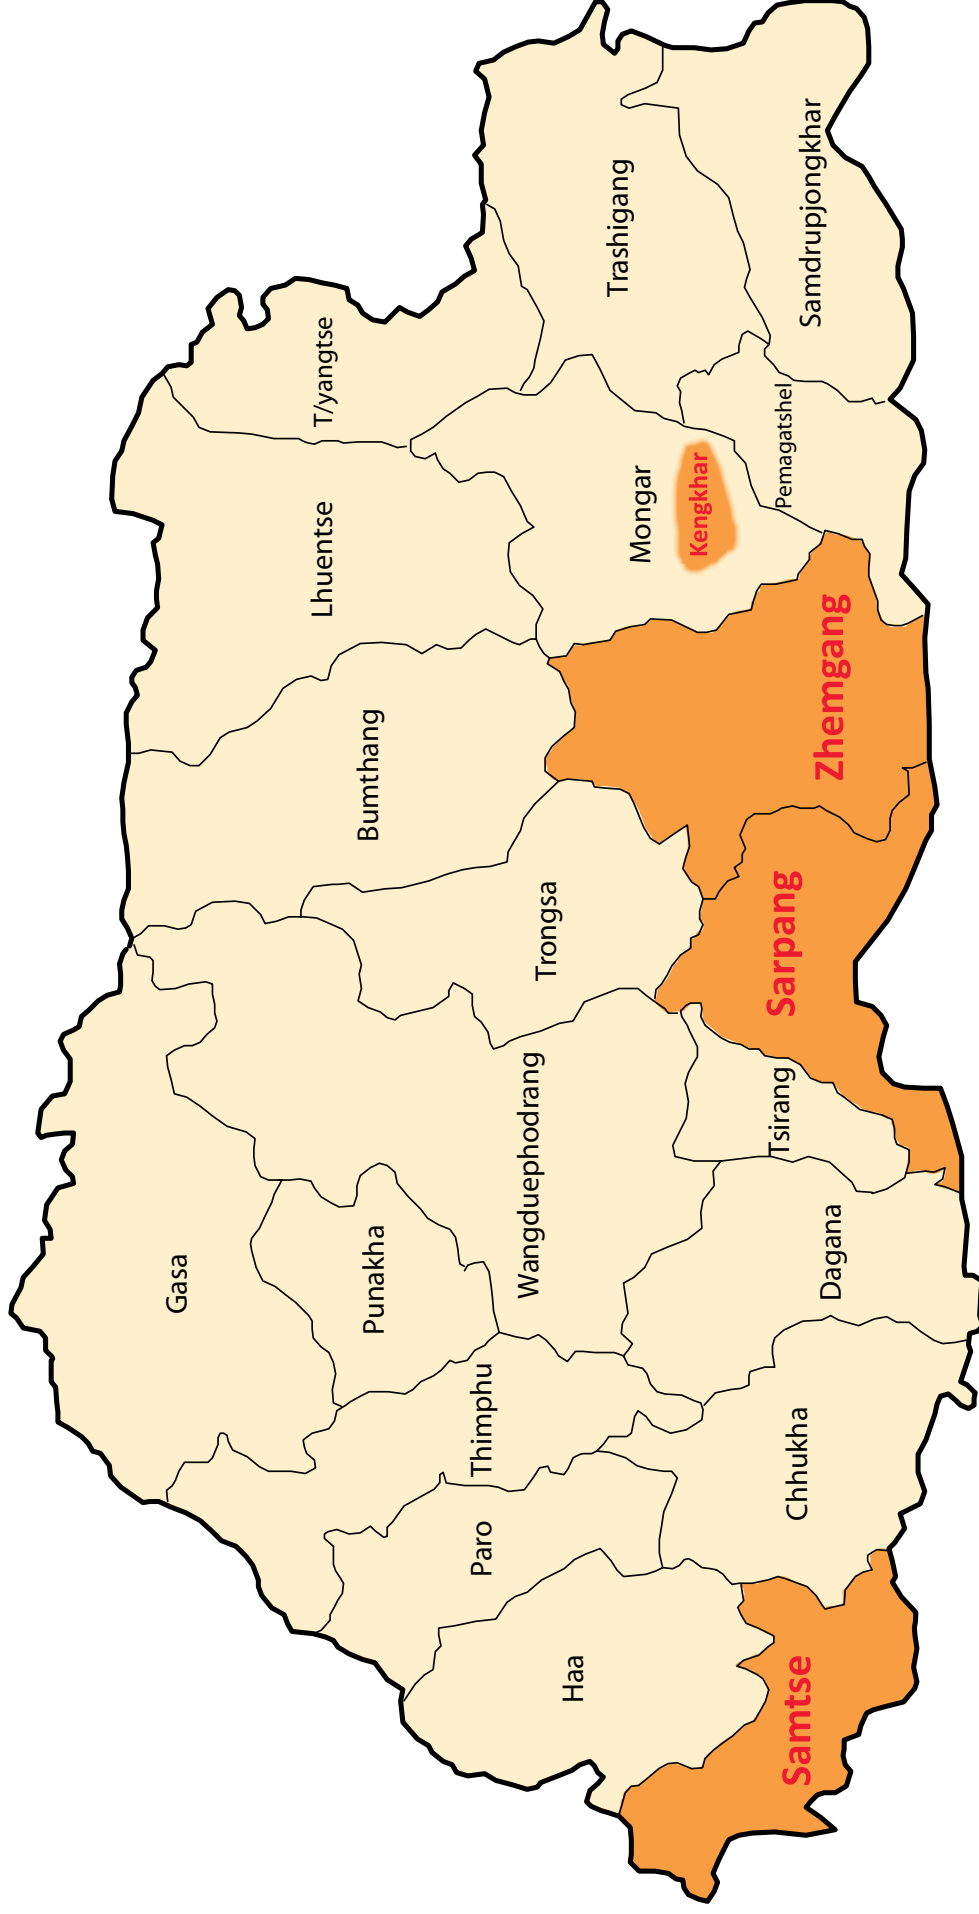 Gasa
Punakha
Wangduephodrang
Thimphu
Paro
Haa
Samtse
Chhukha
Dagana
Tsirang
Sarpang
Trongsa
Bumthang
Zhemgang
Lhuentse
Mongar
Kengkhar
T/yangtse
Trashigang
Pemagatshel
Samdrupjongkhar